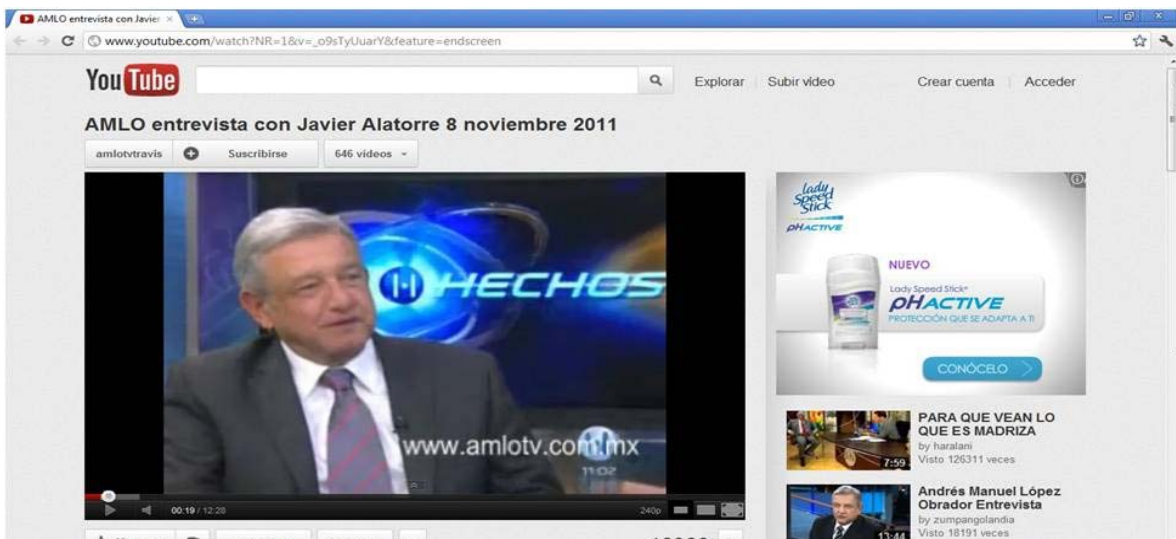 AMLO entrevista con Javier
www.youtube.com/watch?NR=1&v=_o9sTyUuarY&feature=endscreen
YouTube
Explorar | Subir vídeo
Crear cuenta | Acceder
AMLO entrevista con Javier Alatorre 8 noviembre 2011
amlotvtravis
Suscribirse
646 vídeos
HECHOS
www.amlotv.com.mx
11:02
00:19 / 12:28
240p
lady
Speed
Stick
pHACTIVE
NUEVO
Lady Speed Stick
pHACTIVE
PROTECCIÓN QUE SE ADAPTA A TI
CONÓCELO
PARA QUE VEAN LO
QUE ES MADRIZA
by haralani
Visto 126311 veces
7:59
Andrés Manuel López
Obrador Entrevista
by zumpangolandia
Visto 18191 veces
13:44